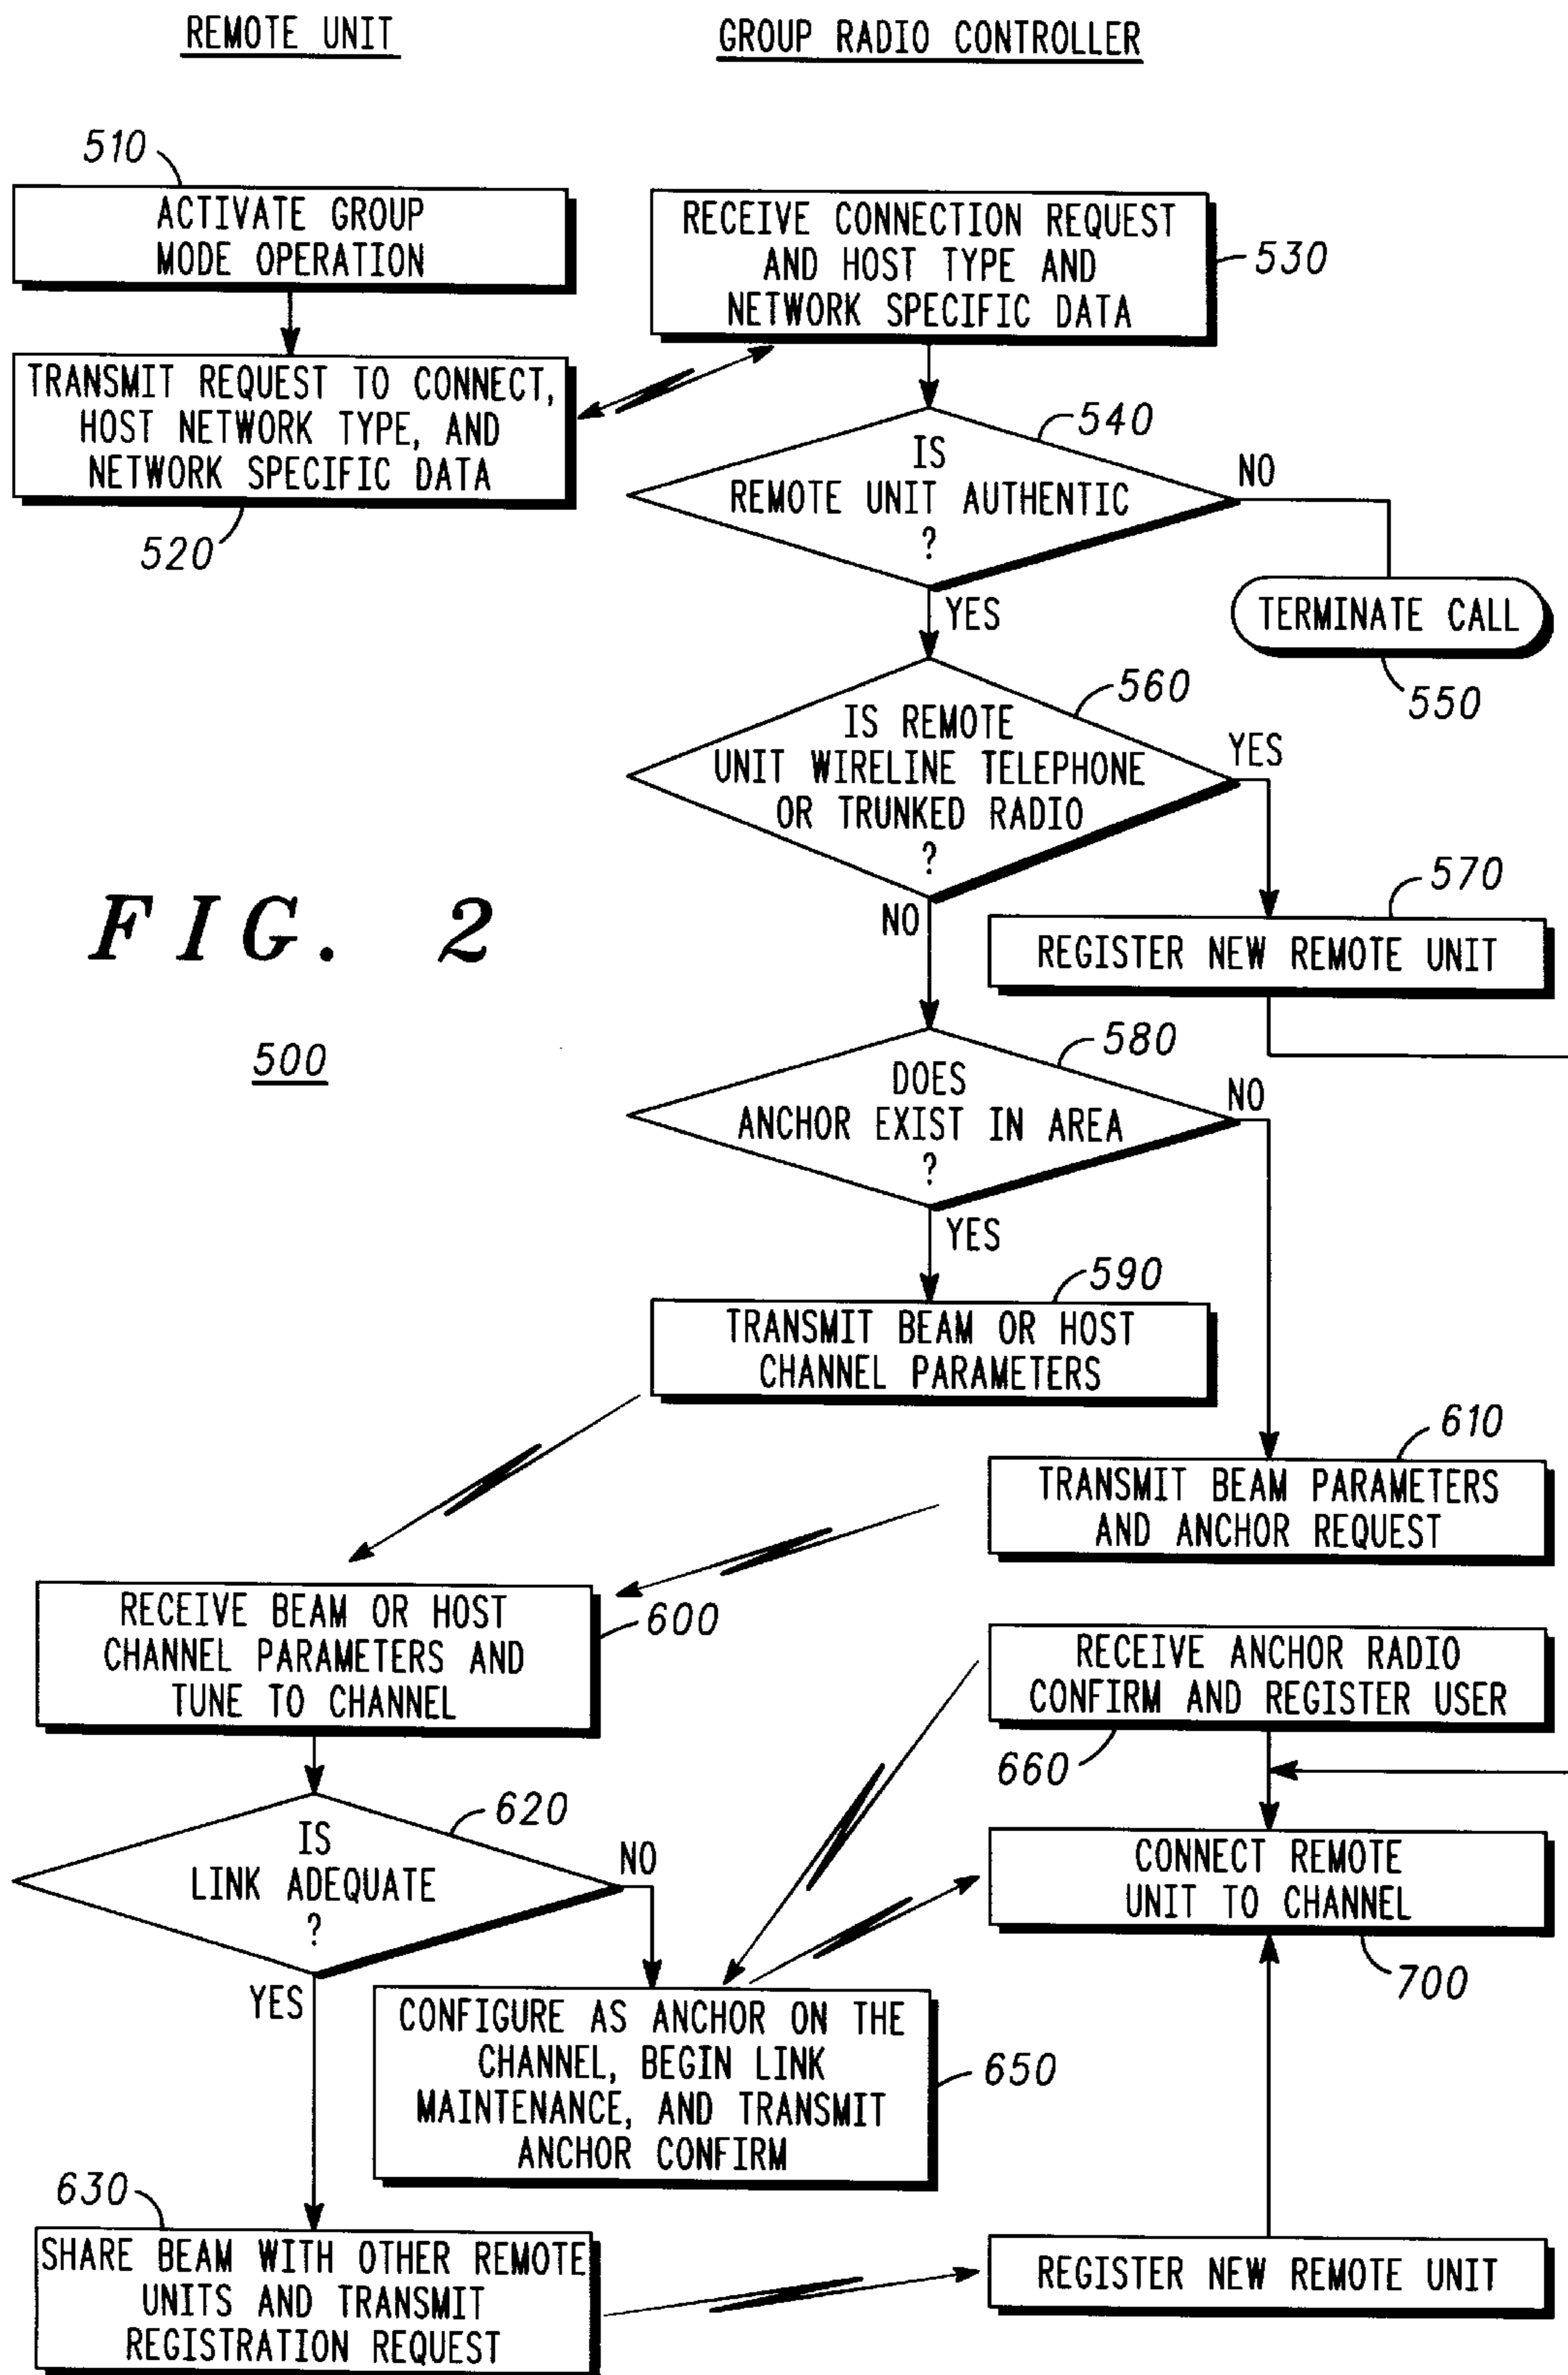 REMOTE UNIT
GROUP RADIO CONTROLLER
510
ACTIVATE GROUP
MODE OPERATION
RECEIVE CONNECTION REQUEST
AND HOST TYPE AND
NETWORK SPECIFIC DATA
530
TRANSMIT REQUEST TO CONNECT,
HOST NETWORK TYPE, AND
NETWORK SPECIFIC DATA
520
540
IS
REMOTE UNIT AUTHENTIC
?
NO
YES
TERMINATE CALL
550
560
IS REMOTE
UNIT WIRELINE TELEPHONE
OR TRUNKED RADIO
?
YES
NO
570
REGISTER NEW REMOTE UNIT
FIG. 2
500
580
DOES
ANCHOR EXIST IN AREA
?
NO
YES
590
TRANSMIT BEAM OR HOST
CHANNEL PARAMETERS
610
TRANSMIT BEAM PARAMETERS
AND ANCHOR REQUEST
RECEIVE BEAM OR HOST
CHANNEL PARAMETERS AND
TUNE TO CHANNEL
600
RECEIVE ANCHOR RADIO
CONFIRM AND REGISTER USER
660
620
IS
LINK ADEQUATE
?
NO
YES
CONNECT REMOTE
UNIT TO CHANNEL
700
CONFIGURE AS ANCHOR ON THE
CHANNEL, BEGIN LINK
MAINTENANCE, AND TRANSMIT
ANCHOR CONFIRM
650
630
SHARE BEAM WITH OTHER REMOTE
UNITS AND TRANSMIT
REGISTRATION REQUEST
REGISTER NEW REMOTE UNIT